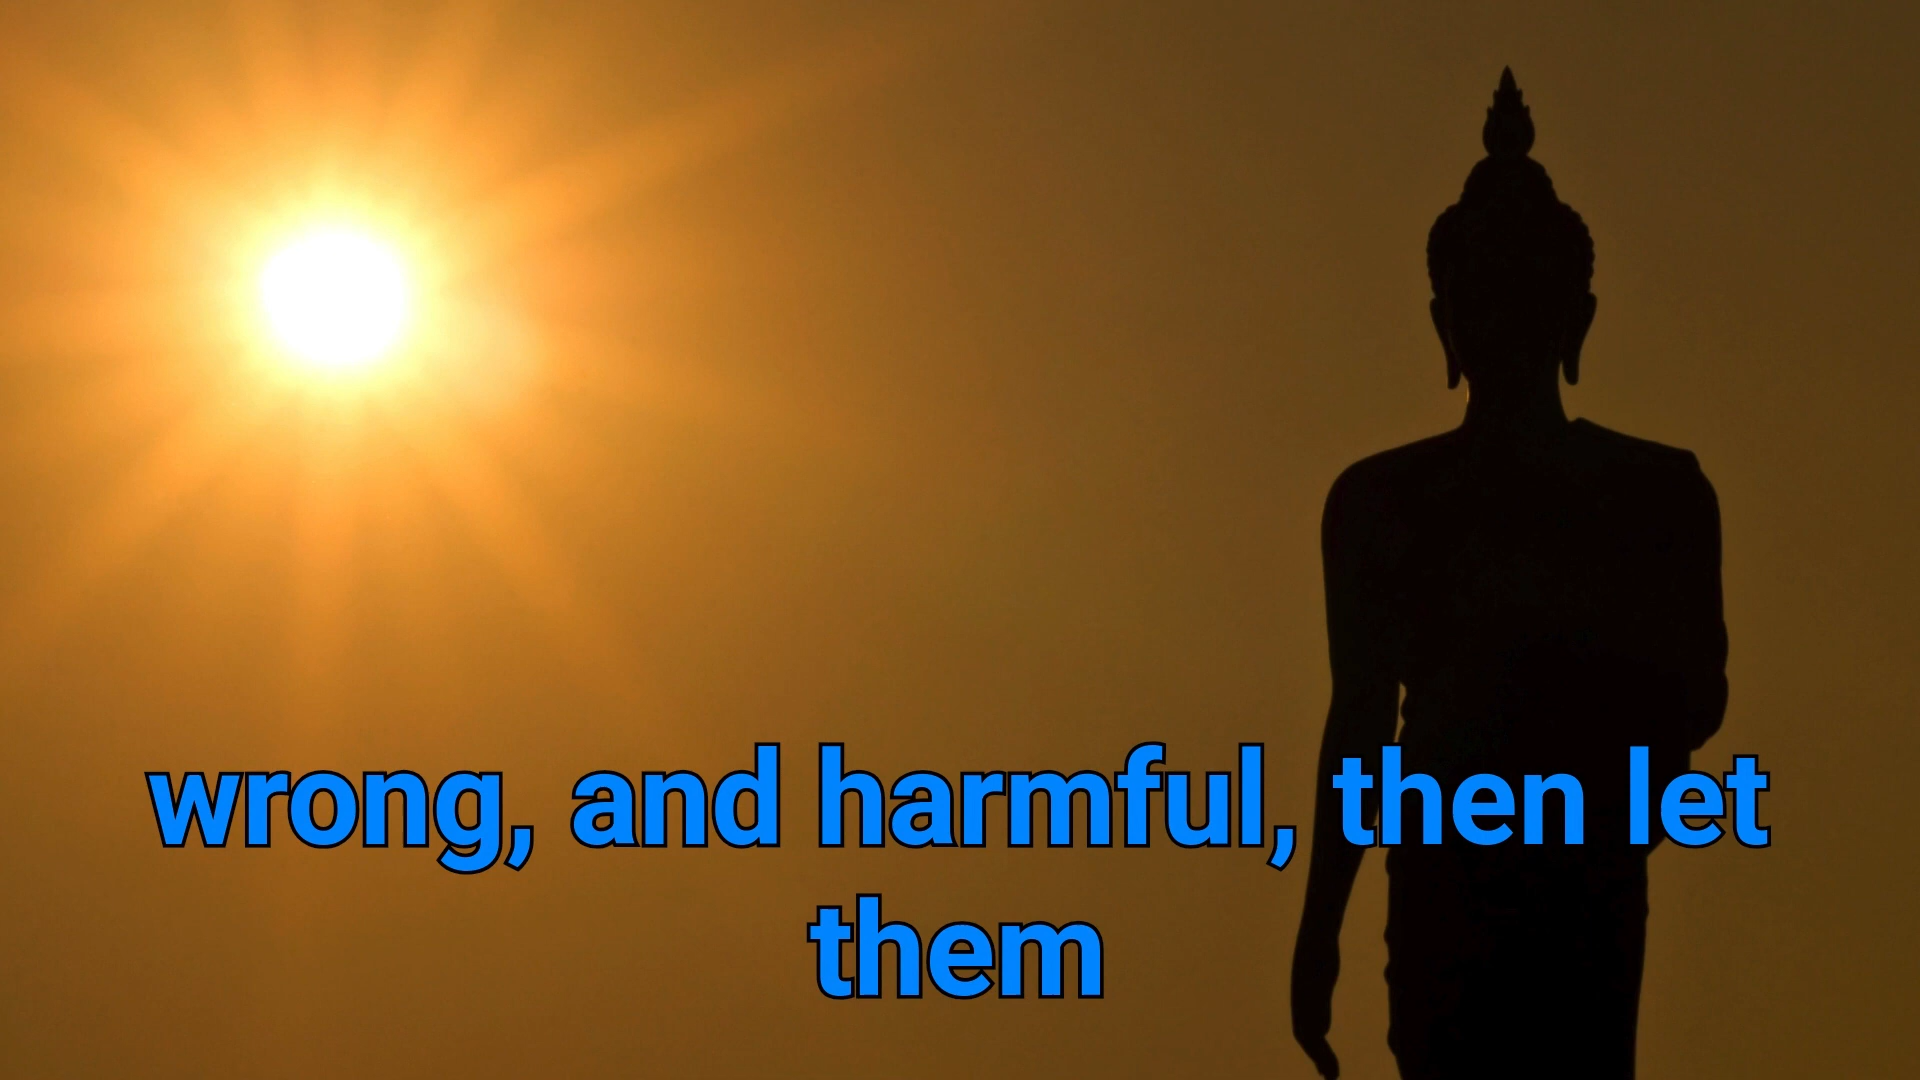 wrong, and harmful, then let
them